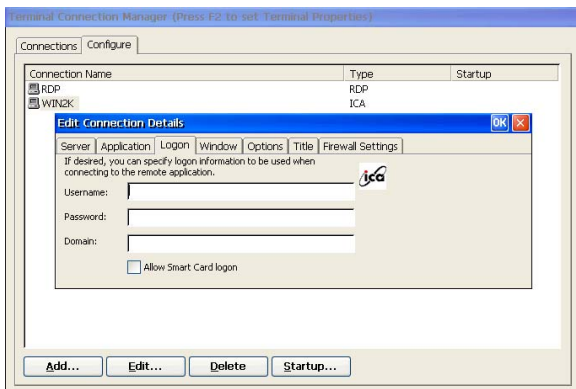 Terminal Connection Manager (Press F2 to set Terminal Properties)
Connections Configure
Connection Name Type Startup
RDP RDP
WIN2K ICA
Edit Connection Details OK
Server Application Logon Window Options Title Firewall Settings
If desired, you can specify logon information to be used when
connecting to the remote application.
ica
Username:
Password:
Domain:
Allow Smart Card logon
Add... Edit... Delete Startup...